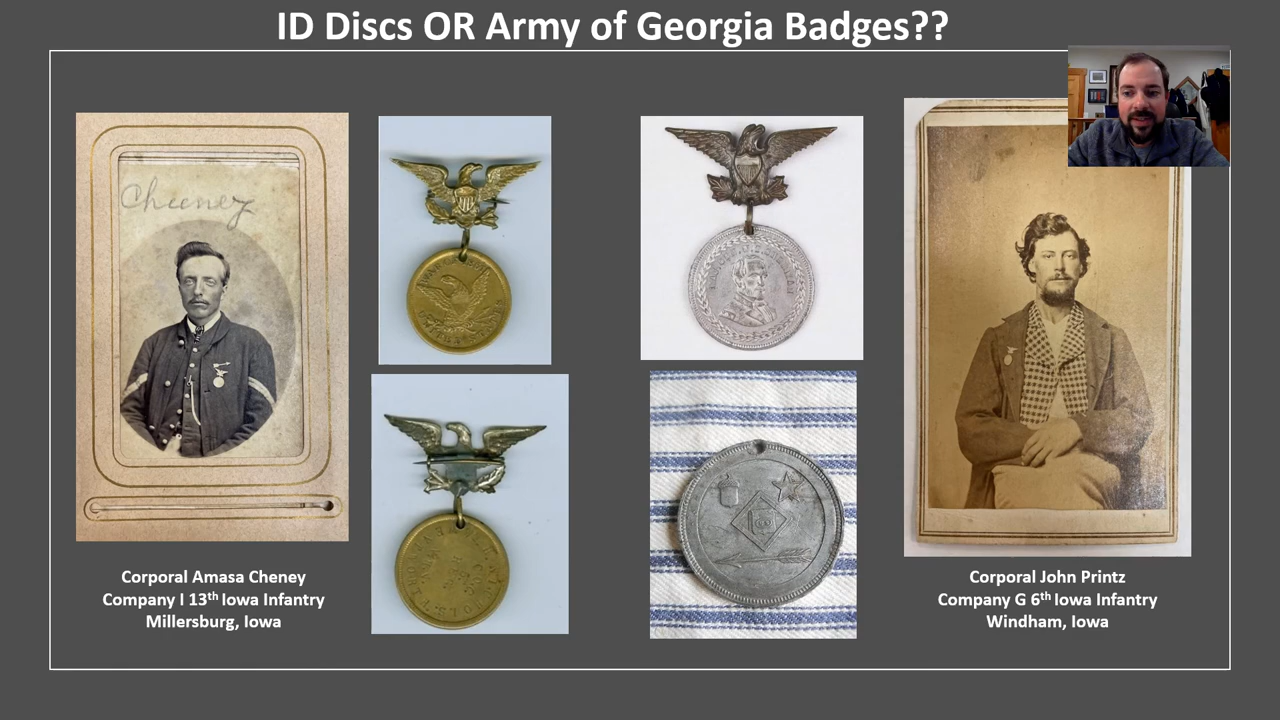 ID Discs OR Army of Georgia Badges??
Cheeney
Corporal Amasa Cheney
Company I 13th Iowa Infantry
Millersburg, Iowa
Corporal John Printz
Company G 6th Iowa Infantry
Windham, Iowa